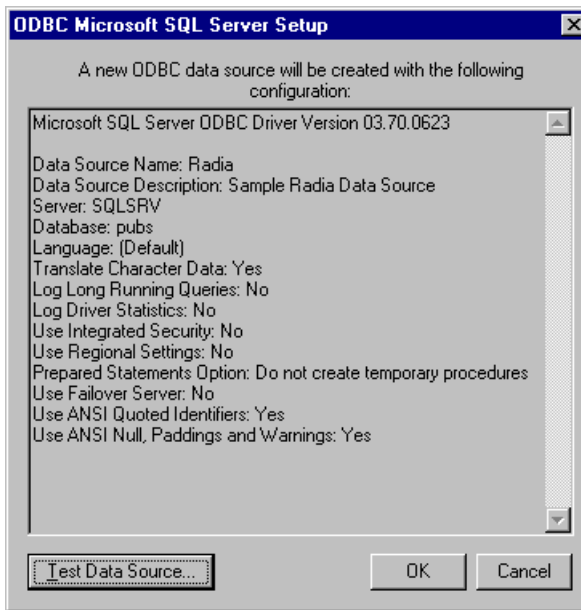 ODBC Microsoft SQL Server Setup
A new ODBC data source will be created with the following
configuration:
Microsoft SQL Server ODBC Driver Version 03.70.0623
Data Source Name: Radia
Data Source Description: Sample Radia Data Source
Server: SQLSRV
Database: pubs
Language: (Default)
Translate Character Data: Yes
Log Long Running Queries: No
Log Driver Statistics: No
Use Integrated Security: No
Use Regional Settings: No
Prepared Statements Option: Do not create temporary procedures
Use Failover Server: No
Use ANSI Quoted Identifiers: Yes
Use ANSI Null, Paddings and Warnings: Yes
Test Data Source... OK Cancel